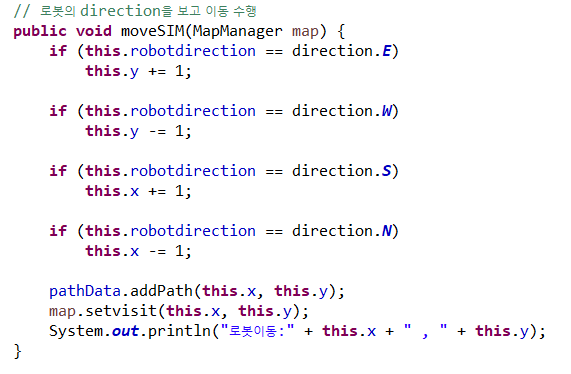 // 로봇의 direction을 보고 이동 수행
public void moveSIM(MapManager map) {
    if (this.robotdirection == direction.E)
        this.y += 1;

    if (this.robotdirection == direction.W)
        this.y -= 1;

    if (this.robotdirection == direction.S)
        this.x += 1;

    if (this.robotdirection == direction.N)
        this.x -= 1;

    pathData.addPath(this.x, this.y);
    map.setvisit(this.x, this.y);
    System.out.println("로봇이동:" + this.x + " , " + this.y);
}